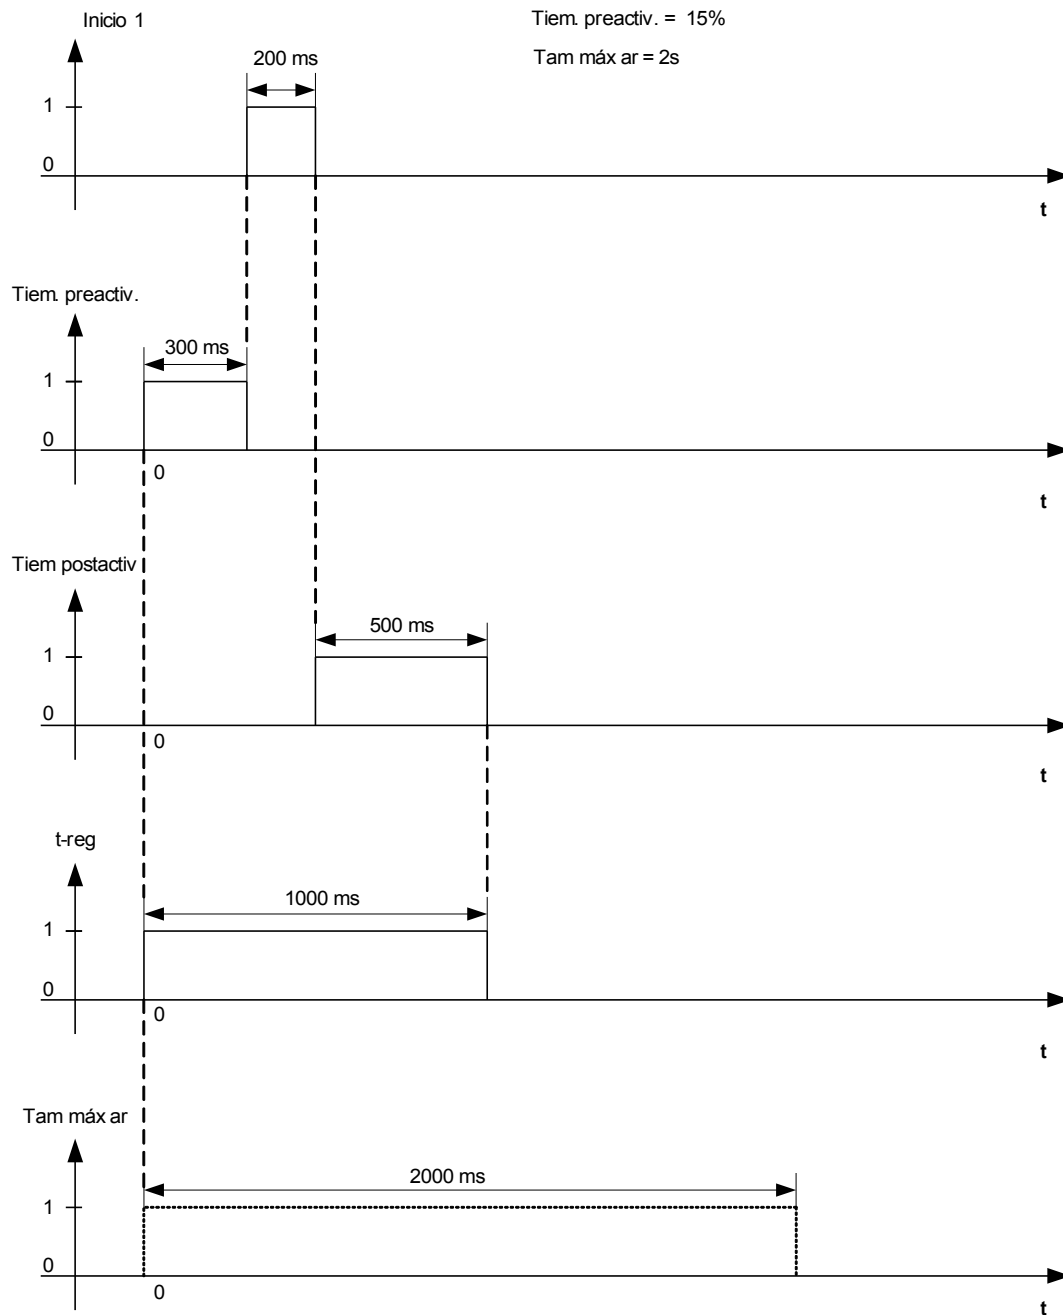 Inicio 1
Tiem. preactiv. = 15%
Tam máx ar = 2s
200 ms
1
0
t
Tiem. preactiv.
300 ms
1
0
0
t
Tiem postactiv
500 ms
1
0
0
t
t-reg
1000 ms
1
0
0
t
Tam máx ar
2000 ms
1
0
0
t